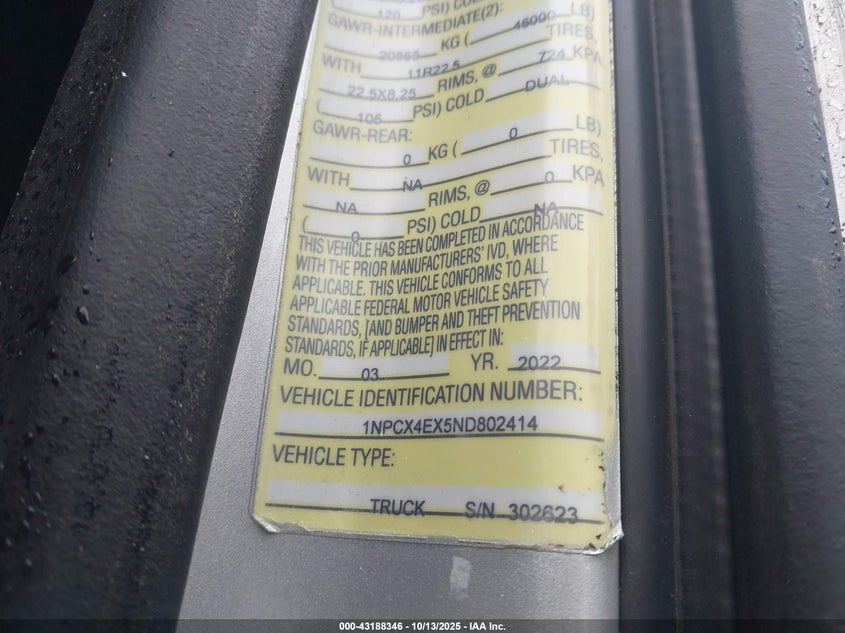 120 PSI) COLD
GAWR-INTERMEDIATE(2):
20865 KG ( 46000 LB)
WITH 11R22.5 TIRES,
22.5X8.25 RIMS, @ 724 KPA
( 105 PSI) COLD DUAL
GAWR-REAR:
0 KG ( 0 LB)
WITH NA TIRES,
NA RIMS, @ 0 KPA
( 0 PSI) COLD NA
THIS VEHICLE HAS BEEN COMPLETED IN ACCORDANCE
WITH THE PRIOR MANUFACTURERS' IVD, WHERE
APPLICABLE. THIS VEHICLE CONFORMS TO ALL
APPLICABLE FEDERAL MOTOR VEHICLE SAFETY
STANDARDS, [AND BUMPER AND THEFT PREVENTION
STANDARDS, IF APPLICABLE] IN EFFECT IN:
MO. 03 YR. 2022
VEHICLE IDENTIFICATION NUMBER:
1NPCX4EX5ND802414
VEHICLE TYPE:
TRUCK S/N 302623
000-43188346 - 10/13/2025 - IAA Inc.